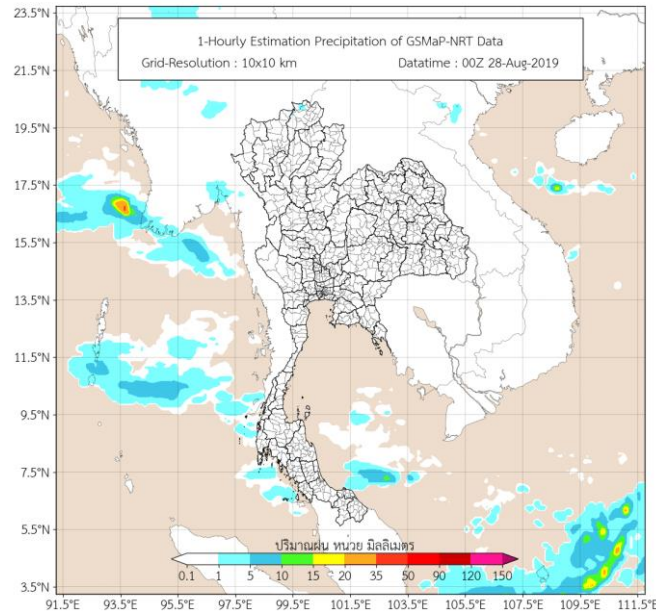 1-Hourly Estimation Precipitation of GSMaP-NRT Data
Grid-Resolution : 10x10 km Datatime : 00Z 28-Aug-2019
23.5°N
21.5°N
19.5°N
17.5°N
15.5°N
13.5°N
11.5°N
9.5°N
7.5°N
5.5°N
3.5°N
ปริมาณฝน หน่วย มิลลิเมตร
0.1 1 5 10 15 20 35 50 90 120 150
91.5°E 93.5°E 95.5°E 97.5°E 99.5°E 101.5°E 103.5°E 105.5°E 107.5°E 109.5°E 111.5°E